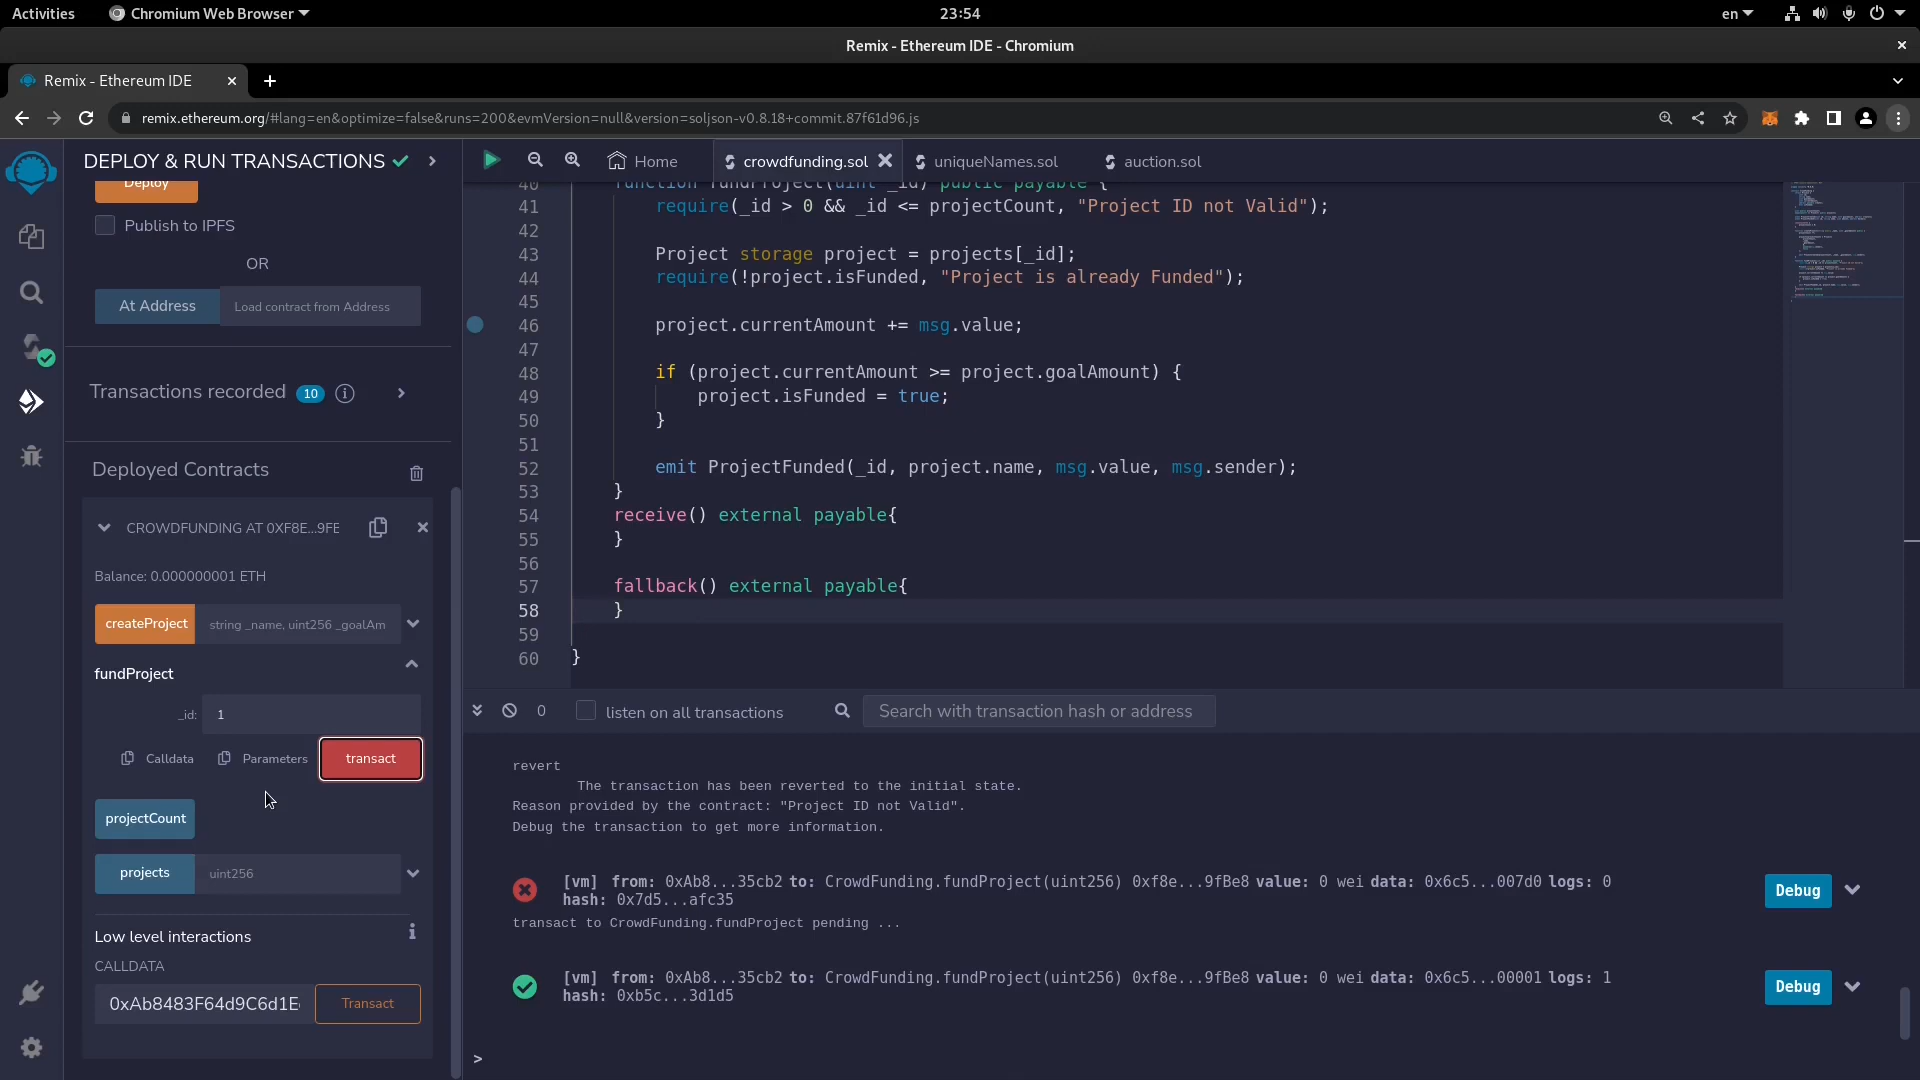 Activities
Chromium Web Browser
23:54
en
Remix - Ethereum IDE - Chromium
Remix - Ethereum IDE
remix.ethereum.org/#lang=en&optimize=false&runs=200&evmVersion=null&version=soljson-v0.8.18+commit.87f61d96.js
DEPLOY & RUN TRANSACTIONS
Home
crowdfunding.sol
uniqueNames.sol
auction.sol
Deploy
Publish to IPFS
OR
At Address
Load contract from Address
Transactions recorded 10
Deployed Contracts
CROWDFUNDING AT 0XF8E...9FE
Balance: 0.000000001 ETH
createProject
string _name, uint256 _goalAm
fundProject
_id: 1
Calldata
Parameters
transact
projectCount
projects
uint256
Low level interactions
CALLDATA
0xAb8483F64d9C6d1E
Transact
40 function fundProject(uint _id) public payable {
41 require(_id > 0 && _id <= projectCount, "Project ID not Valid");
42
43 Project storage project = projects[_id];
44 require(!project.isFunded, "Project is already Funded");
45
46 project.currentAmount += msg.value;
47
48 if (project.currentAmount >= project.goalAmount) {
49 project.isFunded = true;
50 }
51
52 emit ProjectFunded(_id, project.name, msg.value, msg.sender);
53 }
54 receive() external payable{
55 }
56
57 fallback() external payable{
58 }
59
60 }
0
listen on all transactions
Search with transaction hash or address
revert
The transaction has been reverted to the initial state.
Reason provided by the contract: "Project ID not Valid".
Debug the transaction to get more information.
[vm] from: 0xAb8...35cb2 to: CrowdFunding.fundProject(uint256) 0xf8e...9fBe8 value: 0 wei data: 0x6c5...007d0 logs: 0
hash: 0x7d5...afc35
Debug
transact to CrowdFunding.fundProject pending ...
[vm] from: 0xAb8...35cb2 to: CrowdFunding.fundProject(uint256) 0xf8e...9fBe8 value: 0 wei data: 0x6c5...00001 logs: 1
hash: 0xb5c...3d1d5
Debug
>